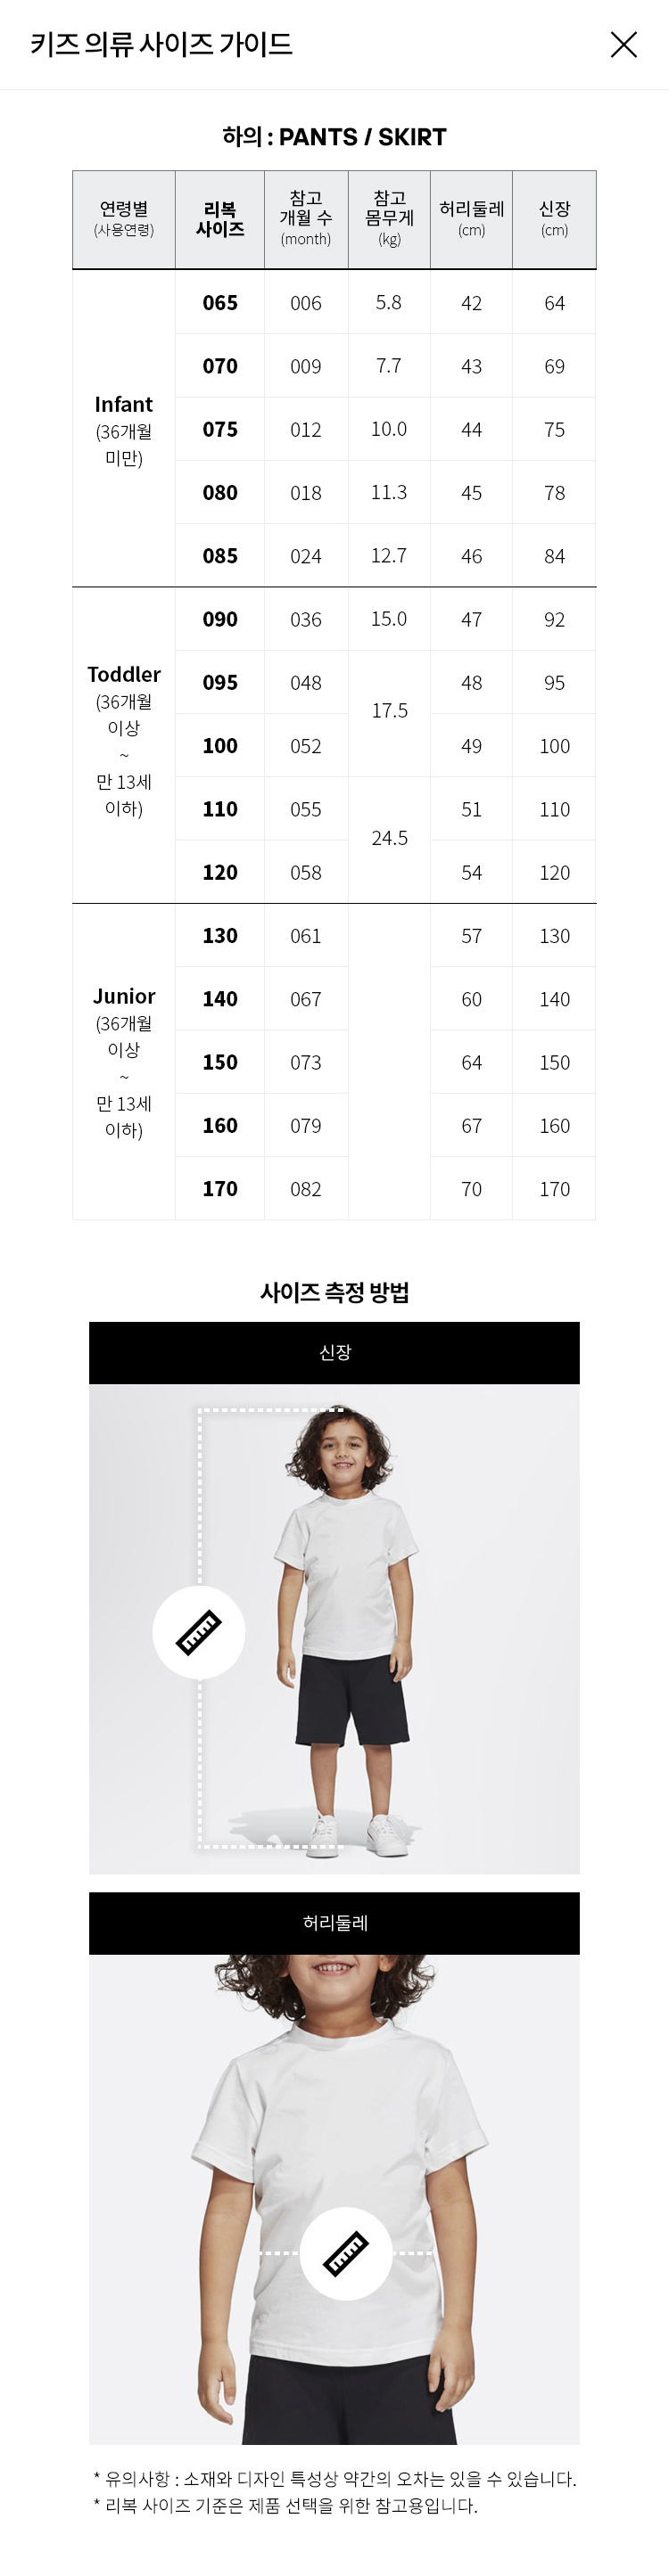 키즈 의류 사이즈 가이드
하의 : PANTS / SKIRT
연령별 (사용연령) 리복 사이즈 참고 개월 수 (month) 참고 몸무게 (kg) 허리둘레 (cm) 신장 (cm)
Infant (36개월 미만)
065 006 5.8 42 64
070 009 7.7 43 69
075 012 10.0 44 75
080 018 11.3 45 78
085 024 12.7 46 84
Toddler (36개월 이상 ~ 만 13세 이하)
090 036 15.0 47 92
095 048 17.5 48 95
100 052 49 100
110 055 24.5 51 110
120 058 54 120
Junior (36개월 이상 ~ 만 13세 이하)
130 061 57 130
140 067 60 140
150 073 64 150
160 079 67 160
170 082 70 170
사이즈 측정 방법
신장
허리둘레
* 유의사항 : 소재와 디자인 특성상 약간의 오차는 있을 수 있습니다.
* 리복 사이즈 기준은 제품 선택을 위한 참고용입니다.